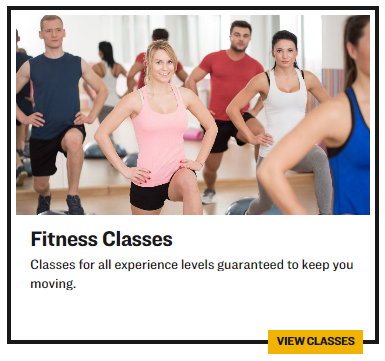 Fitness Classes
Classes for all experience levels guaranteed to keep you
moving.
VIEW CLASSES